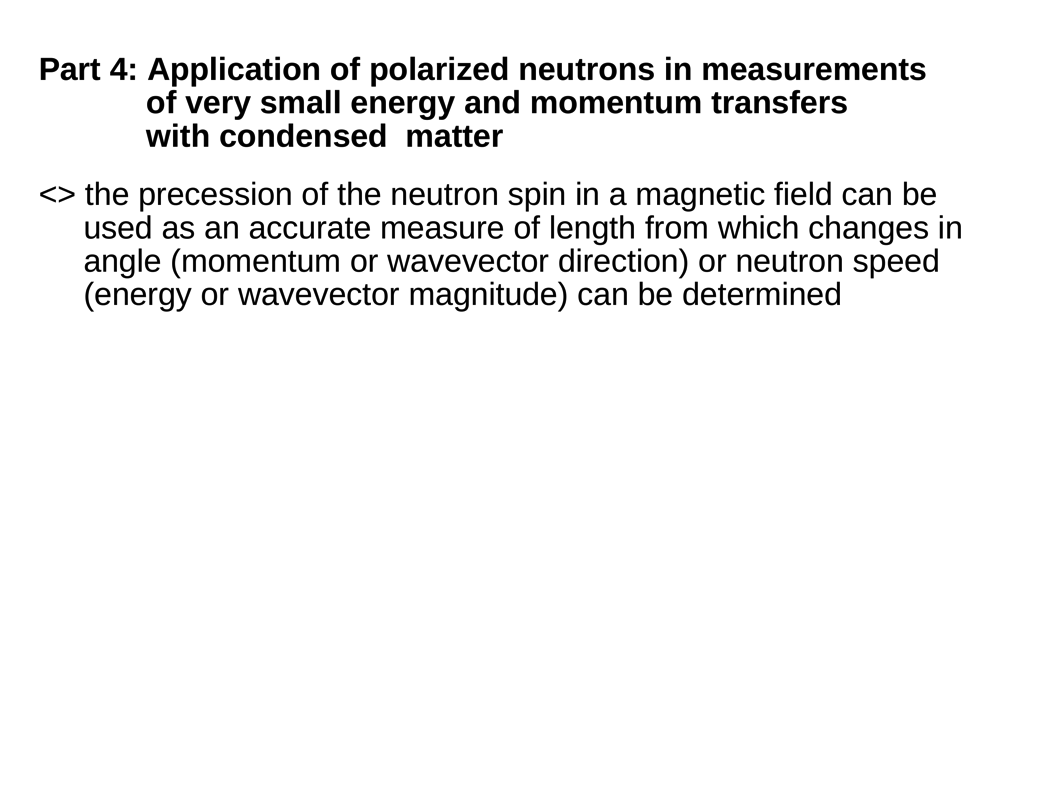 Part 4: Application of polarized neutrons in measurements
of very small energy and momentum transfers
with condensed  matter
<> the precession of the neutron spin in a magnetic field can be
used as an accurate measure of length from which changes in
angle (momentum or wavevector direction) or neutron speed
(energy or wavevector magnitude) can be determined